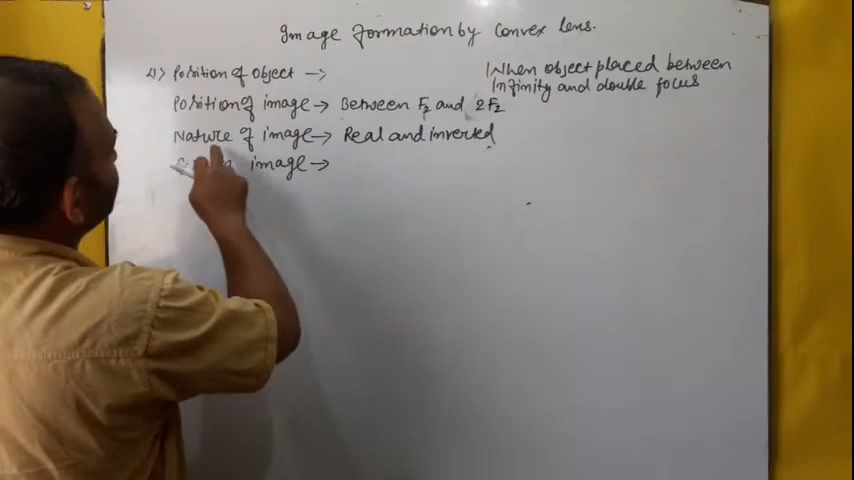 Image Formation by Convex Lens.
2) Position of object →
When object placed between
infinity and double focus
Position of image → Between F₂ and 2F₂
Nature of image → Real and inverted
image →